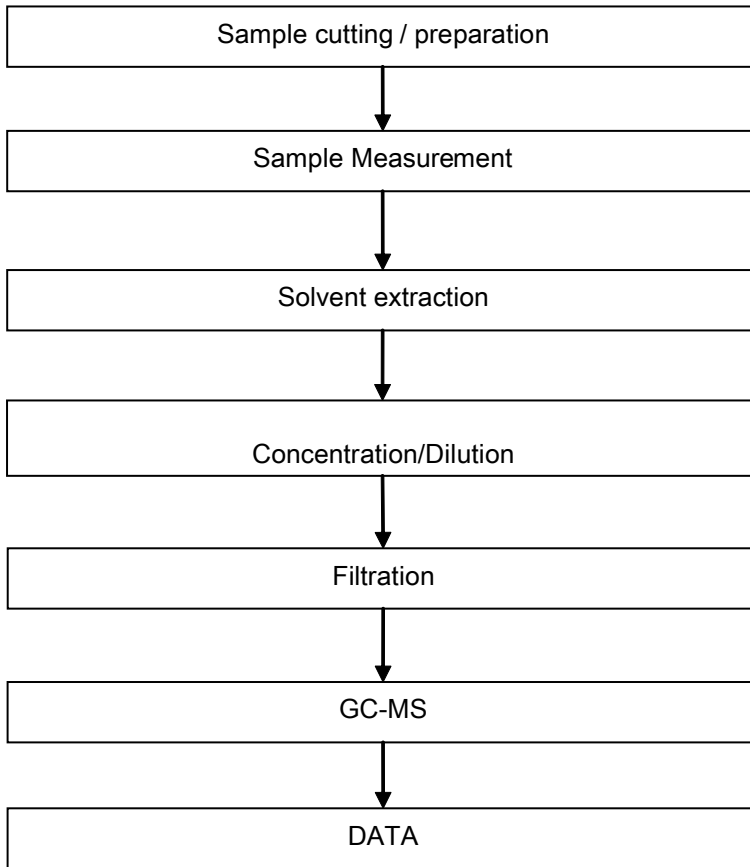 Sample cutting / preparation
Sample Measurement
Solvent extraction
Concentration/Dilution
Filtration
GC-MS
DATA